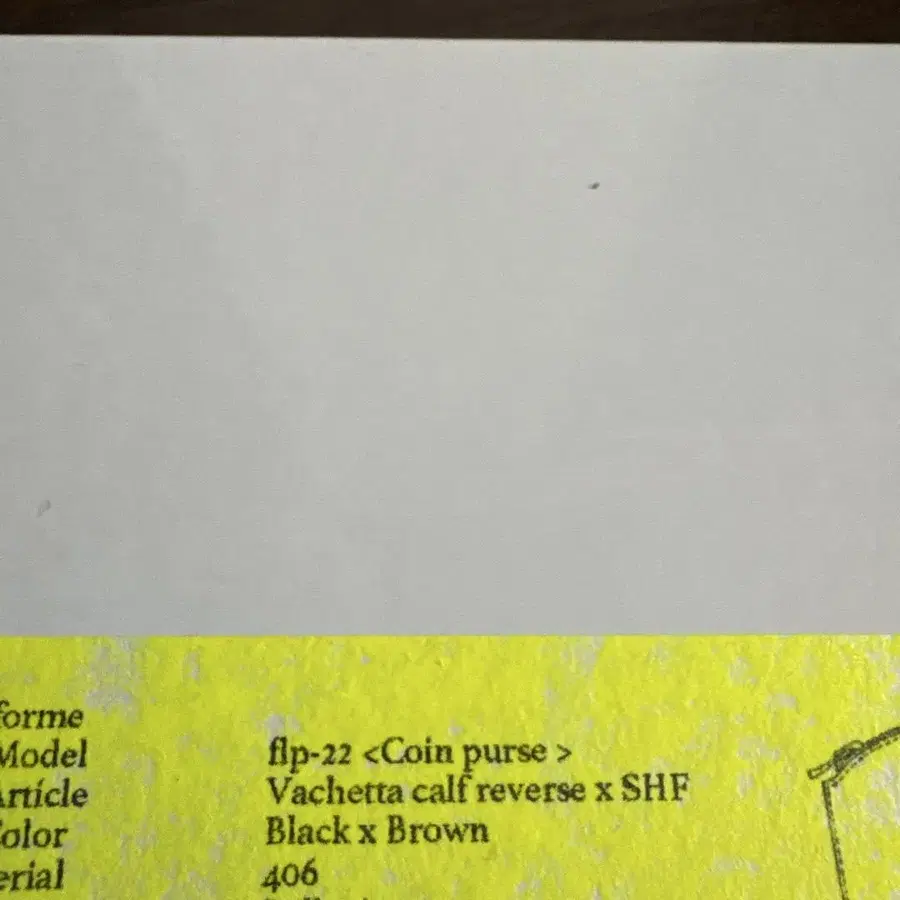 forme
Model flp-22 <Coin purse >
Article Vachetta calf reverse x SHF
Color Black x Brown
erial 406